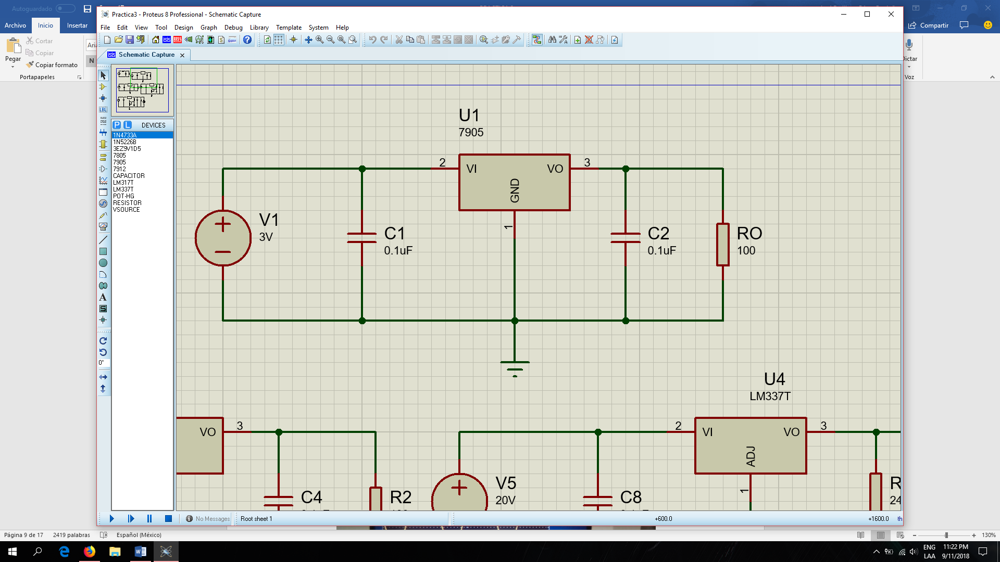 Autoguardado
Practica3 - Proteus 8 Professional - Schematic Capture
Archivo Inicio Insertar
Compartir
File Edit View Tool Design Graph Debug Library Template System Help
Cortar
Copiar
Pegar
Copiar formato
Portapapeles
Aria
N
Schematic Capture
Dictar
Voz
LBL
A
S
0°
P L DEVICES
1N4733A
1N5226B
3EZ9V1D5
7805
7905
7912
CAPACITOR
LM317T
LM337T
POT-HG
RESISTOR
VSOURCE
U1
7905
2 VI VO 3
GND
1
V1
3V
C1
0.1uF
C2
0.1uF
RO
100
U4
LM337T
VO 3
2 VI VO 3
ADJ
1
C4
R2
V5
20V
C8
R
24
No Messages
Root sheet 1
+600.0
+1600.0
th
Página 9 de 17
2419 palabras
Español (México)
130%
ENG
LAA
11:22 PM
9/11/2018